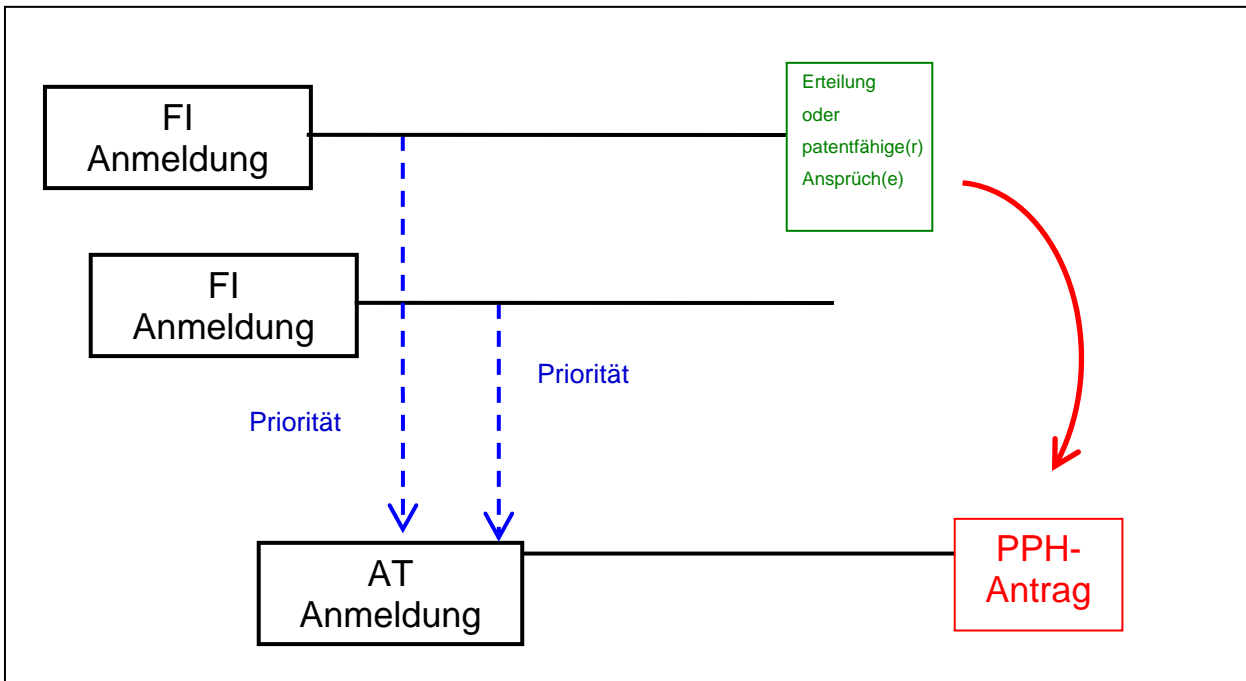 FI
Anmeldung
Erteilung
oder
patentfähige(r)
Ansprüch(e)
FI
Anmeldung
Priorität
Priorität
AT
Anmeldung
PPH-
Antrag